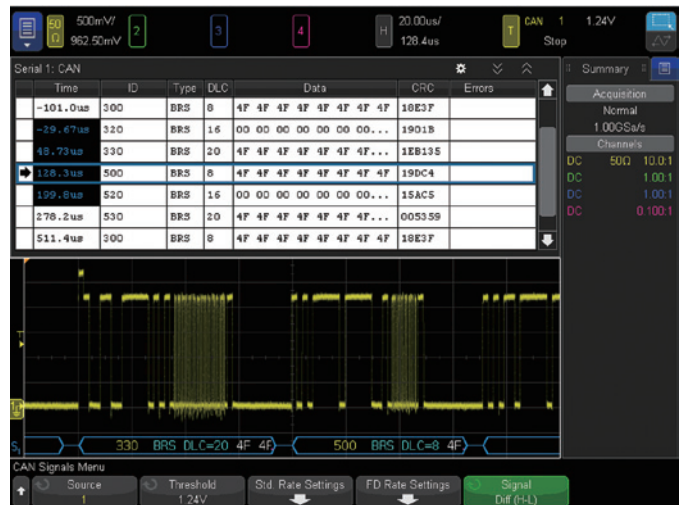 50Ω 500mV/ 962.50mV 2 3 4 H 20.00us/ 128.4us T CAN 1 Stop 1.24V
Serial 1: CAN
Time ID Type DLC Data CRC Errors
-101.0us 300 BRS 8 4F 4F 4F 4F 4F 4F 4F 4F 18E3F
-29.67us 320 BRS 16 00 00 00 00 00 00 00... 1901B
48.73us 330 BRS 20 4F 4F 4F 4F 4F 4F 4F... 1EB135
128.3us 500 BRS 8 4F 4F 4F 4F 4F 4F 4F 4F 19DC4
199.8us 520 BRS 16 00 00 00 00 00 00 00... 15AC5
278.2us 530 BRS 20 4F 4F 4F 4F 4F 4F 4F... 005359
511.4us 300 BRS 8 4F 4F 4F 4F 4F 4F 4F 4F 18E3F
Summary
Acquisition
Normal
1.00GSa/s
Channels
DC 50Ω 10.0:1
DC 1.00:1
DC 1.00:1
DC 0.100:1
T
S1 330 BRS DLC=20 4F 4F 500 BRS DLC=8 4F
CAN Signals Menu
Source
1
Threshold
1.24V
Std. Rate Settings
FD Rate Settings
Signal
Diff (H-L)